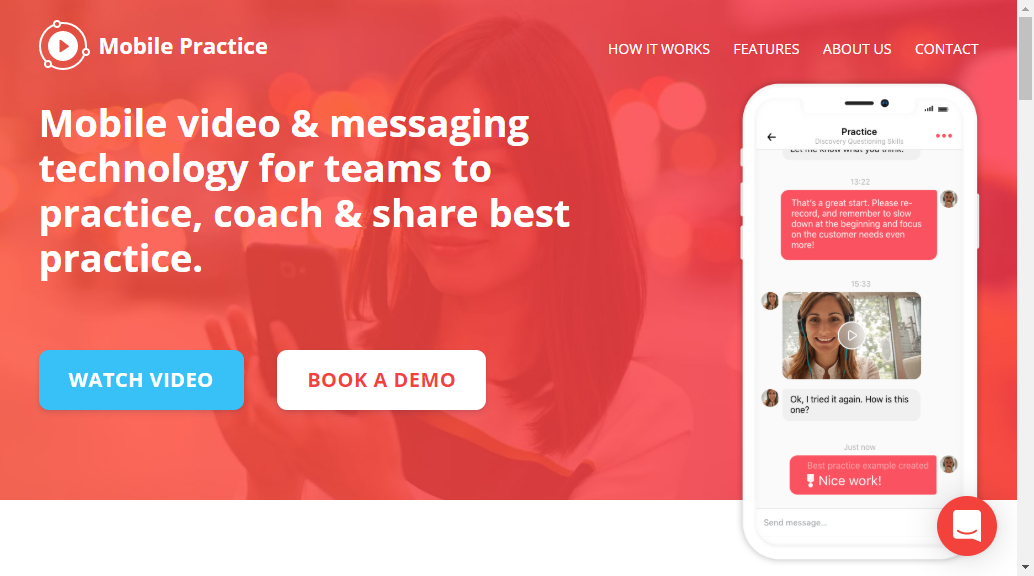 Mobile Practice
HOW IT WORKS
FEATURES
ABOUT US
CONTACT
Mobile video & messaging
technology for teams to
practice, coach & share best
practice.
WATCH VIDEO
BOOK A DEMO
Practice
Discovery Questioning Skills
Let me know what you think.
13:22
That's a great start. Please re-
record, and remember to slow
down at the beginning and focus
on the customer needs even
more!
15:33
Ok, I tried it again. How is this
one?
Just now
Best practice example created
Nice work!
Send message...